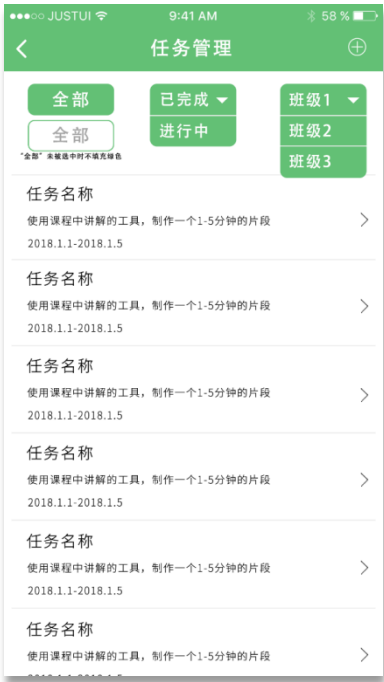 JUSTUI 9:41 AM 58 %
任务管理
全部 已完成 班级1
全部 进行中 班级2
"全部" 未被选中时不填充绿色 班级3
任务名称
使用课程中讲解的工具，制作一个1-5分钟的片段
2018.1.1-2018.1.5
任务名称
使用课程中讲解的工具，制作一个1-5分钟的片段
2018.1.1-2018.1.5
任务名称
使用课程中讲解的工具，制作一个1-5分钟的片段
2018.1.1-2018.1.5
任务名称
使用课程中讲解的工具，制作一个1-5分钟的片段
2018.1.1-2018.1.5
任务名称
使用课程中讲解的工具，制作一个1-5分钟的片段
2018.1.1-2018.1.5
任务名称
使用课程中讲解的工具，制作一个1-5分钟的片段